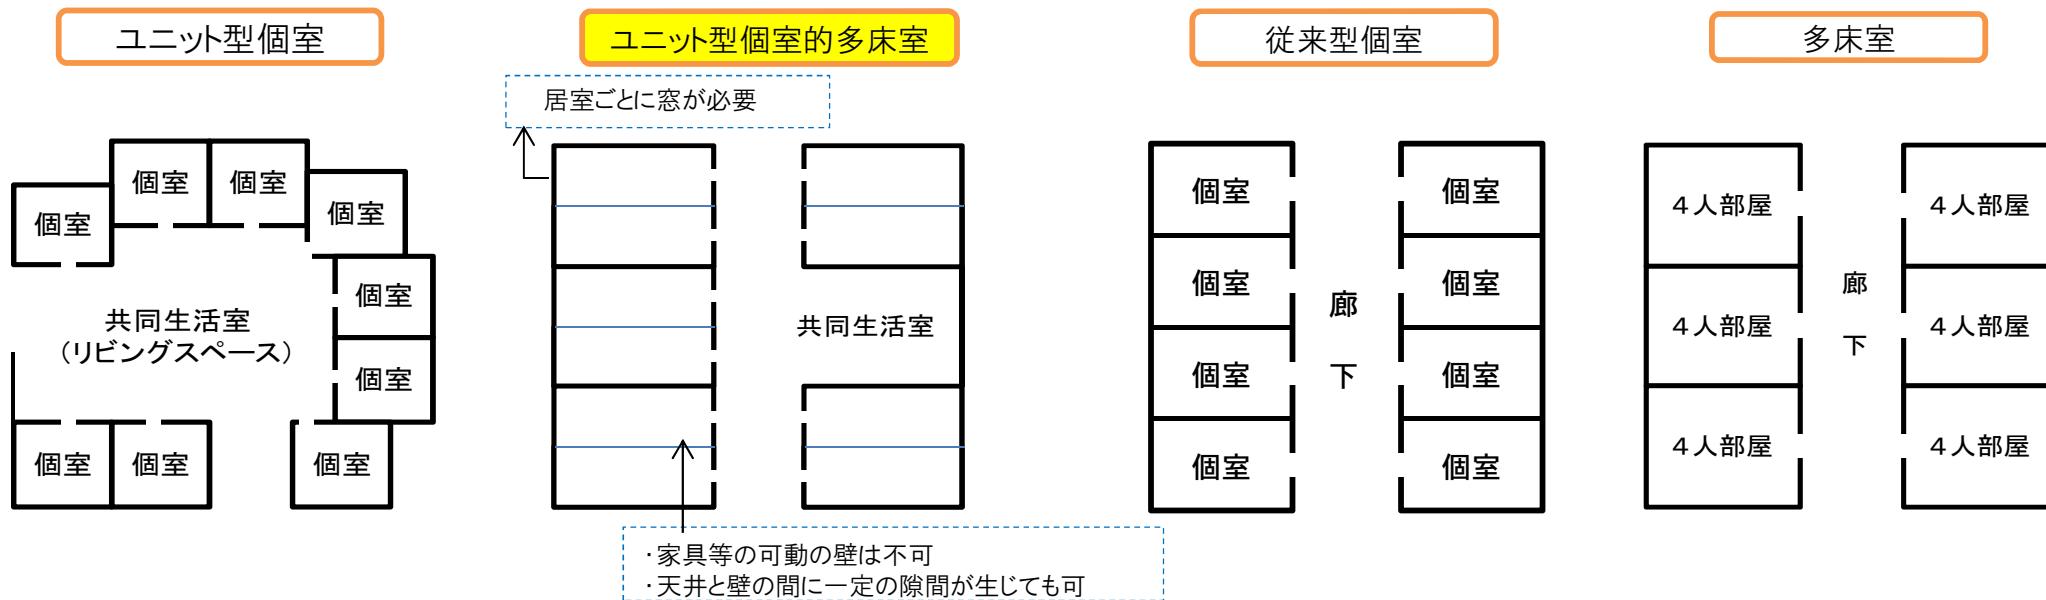 ユニット型個室
ユニット型個室的多床室
従来型個室
多床室
居室ごとに窓が必要
個室
個室
個室
個室
個室
個室
個室
個室
個室
共同生活室
（リビングスペース）
共同生活室
・家具等の可動の壁は不可
・天井と壁の間に一定の隙間が生じても可
個室
個室
個室
個室
廊
下
個室
個室
個室
個室
４人部屋
４人部屋
４人部屋
廊
下
４人部屋
４人部屋
４人部屋